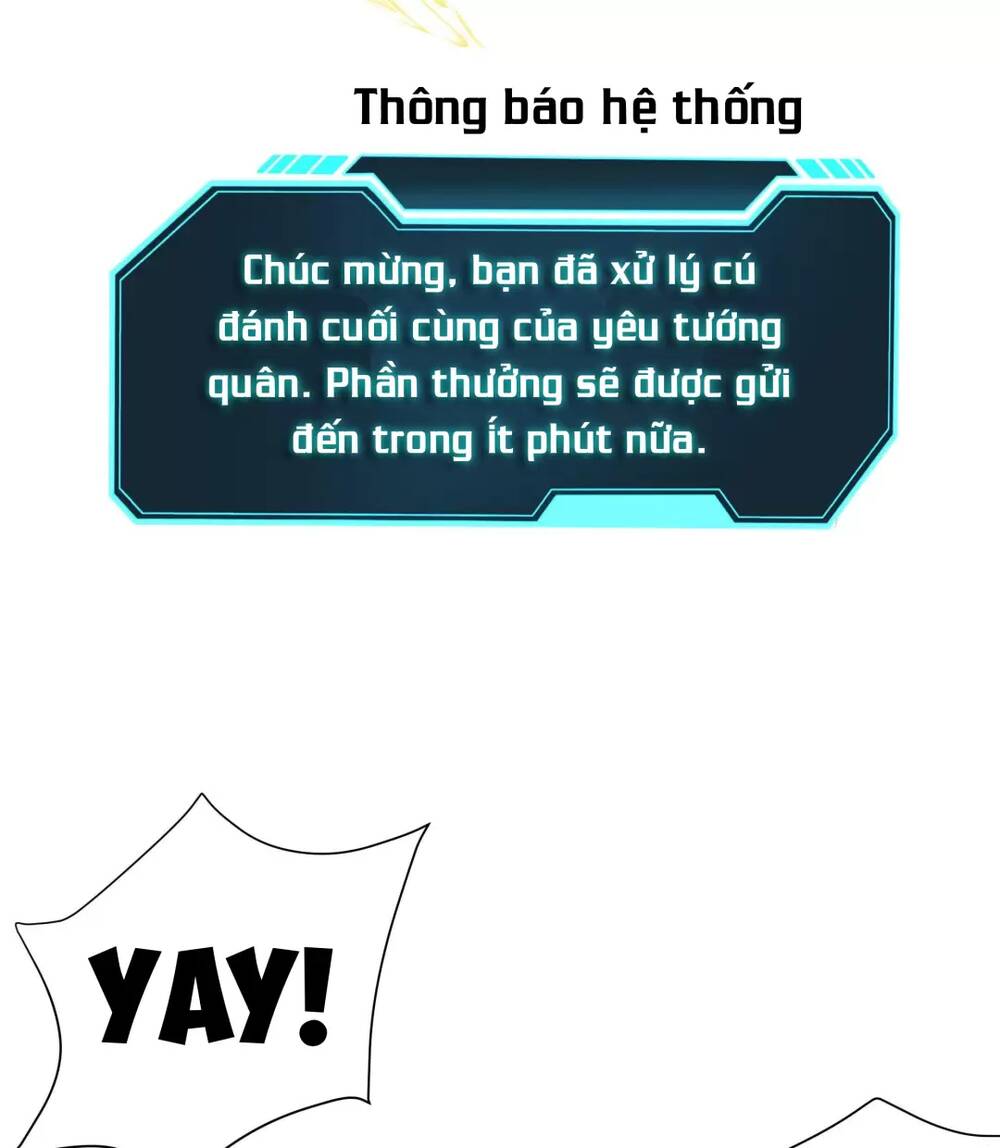 Thông báo hệ thống
Chúc mừng, bạn đã xử lý cú
đánh cuối cùng của yêu tướng
quân. Phần thưởng sẽ được gửi
đến trong ít phút nữa.
YAY!